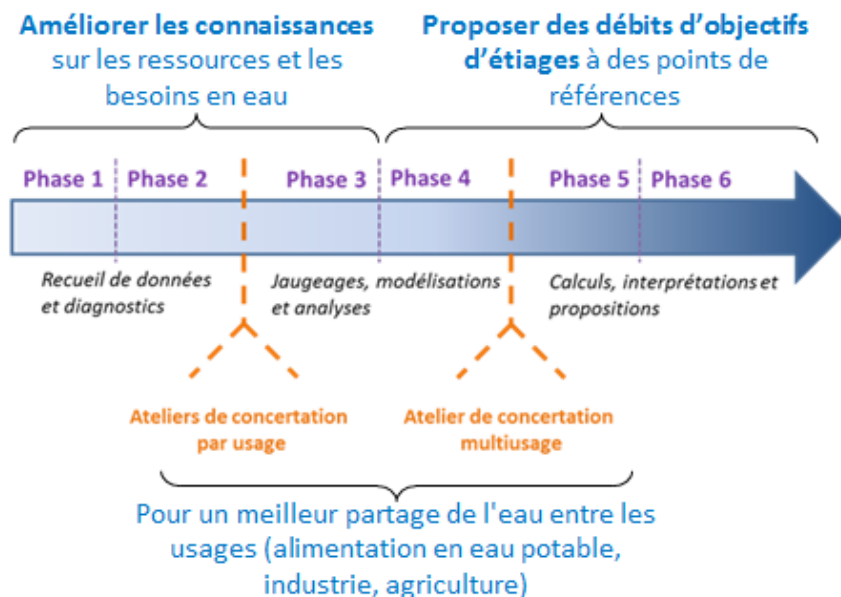 Améliorer les connaissances
sur les ressources et les
besoins en eau
Proposer des débits d'objectifs
d'étiages à des points de
références
Phase 1
Phase 2
Phase 3
Phase 4
Phase 5
Phase 6
Recueil de données
et diagnostics
Jaugeages, modélisations
et analyses
Calculs, interprétations et
propositions
Ateliers de concertation
par usage
Atelier de concertation
multiusage
Pour un meilleur partage de l'eau entre les
usages (alimentation en eau potable,
industrie, agriculture)